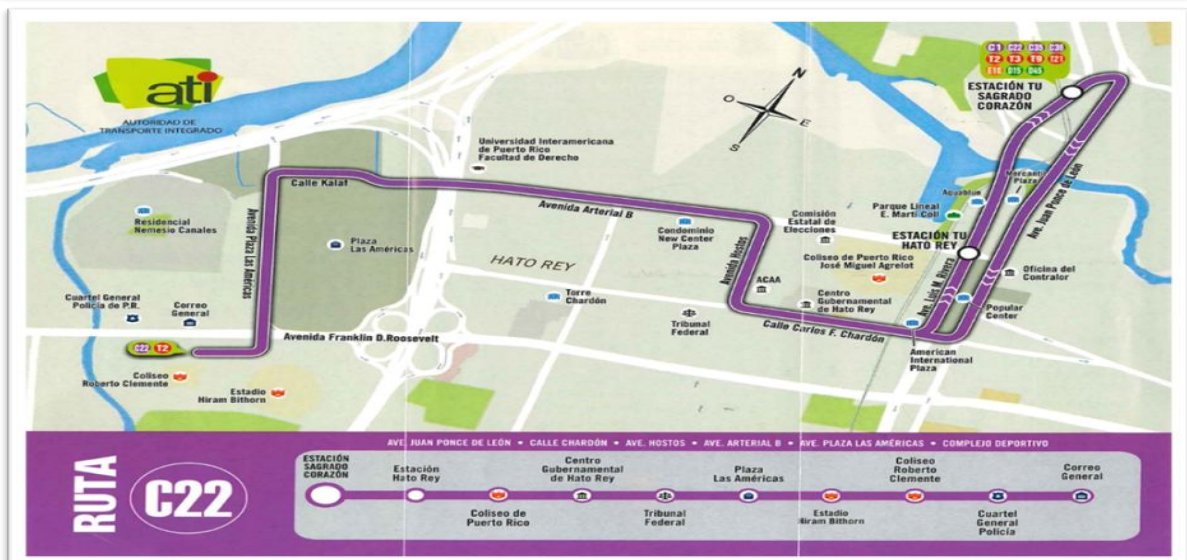 ati
AUTORIDAD DE
TRANSPORTE INTEGRADO
C1 C22 C35 C36
T2 T3 T9 T21
E10 D15 D45
ESTACIÓN TU
SAGRADO
CORAZÓN
N
O
E
S
Universidad Interamericana
de Puerto Rico
Facultad de Derecho
Calle Kalaf
Avenida Arterial B
Avenida Plaza Las Américas
Residencial
Nemesio Canales
Plaza
Las Américas
HATO REY
Condominio
New Center
Plaza
Avenida Hostos
Comisión
Estatal de
Elecciones
Aquablue
Mercantil
Plaza
Parque Lineal
E. Martí Coll
ESTACIÓN TU
HATO REY
Ave. Juan Ponce de León
Coliseo de Puerto Rico
José Miguel Agrelot
Ave. Luis M. Rivera
Oficina del
Contralor
Cuartel General
Policía de P.R.
Correo
General
Torre
Chardón
ACAA
Centro
Gubernamental
de Hato Rey
Popular
Center
Tribunal
Federal
Calle Carlos F. Chardón
American
International
Plaza
Avenida Franklin D.Roosevelt
C22 T2
Coliseo
Roberto Clemente
Estadio
Hiram Bithorn
AVE. JUAN PONCE DE LEÓN • CALLE CHARDÓN • AVE. HOSTOS • AVE. ARTERIAL B • AVE. PLAZA LAS AMÉRICAS • COMPLEJO DEPORTIVO
RUTA
C22
ESTACIÓN
SAGRADO
CORAZÓN
Estación
Hato Rey
Coliseo de
Puerto Rico
Centro
Gubernamental
de Hato Rey
Tribunal
Federal
Plaza
Las Américas
Estadio
Hiram Bithorn
Coliseo
Roberto
Clemente
Cuartel
General
Policía
Correo
General